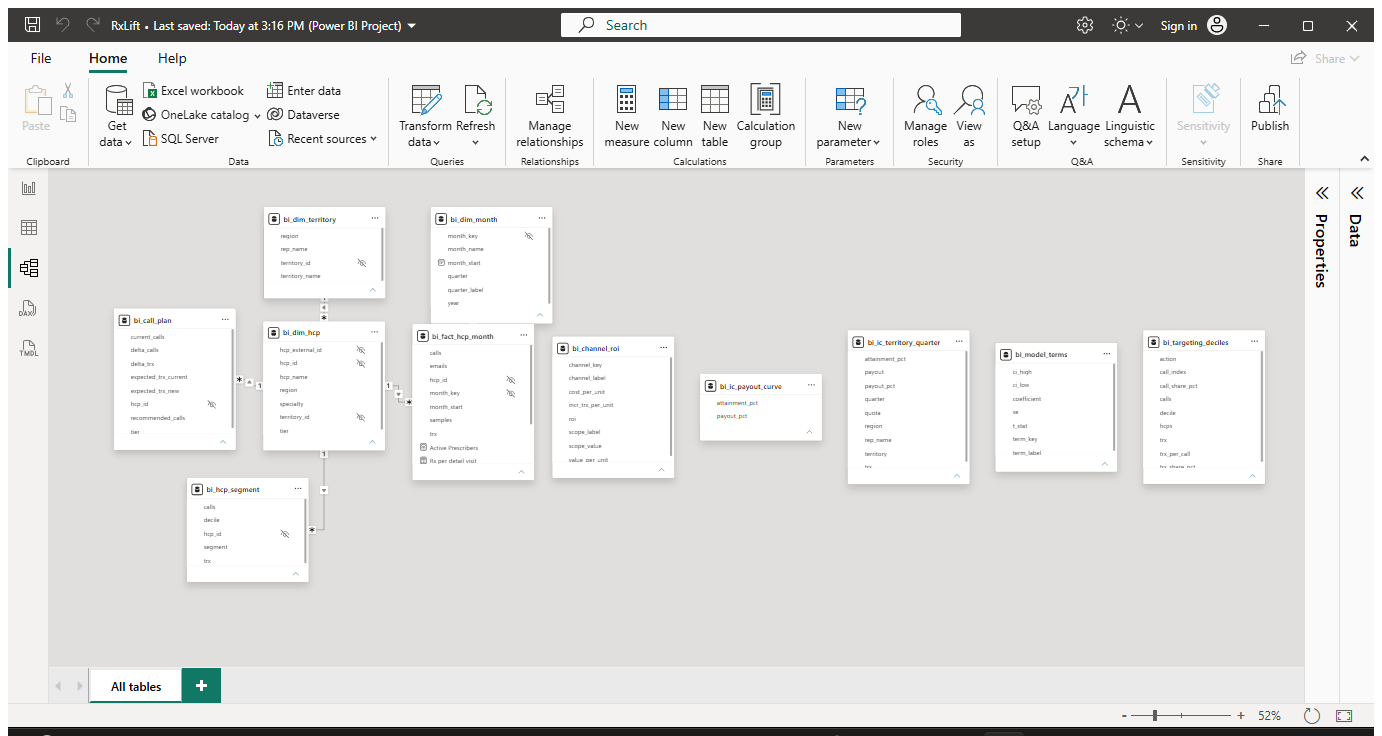 RxLift • Last saved: Today at 3:16 PM (Power BI Project)
Search
Sign in
File
Home
Help
Share
Paste
Clipboard
Get data
Excel workbook
OneLake catalog
SQL Server
Enter data
Dataverse
Recent sources
Data
Transform data
Refresh
Queries
Manage relationships
Relationships
New measure
New column
New table
Calculation group
Calculations
New parameter
Parameters
Manage roles
View as
Security
Q&A setup
Language
Linguistic schema
Q&A
Sensitivity
Sensitivity
Publish
Share
DAX
TMDL
bi_dim_territory
region
rep_name
territory_id
territory_name
bi_dim_month
month_key
month_name
month_start
quarter
quarter_label
year
bi_call_plan
current_calls
delta_calls
delta_trx
expected_trx_current
expected_trx_new
hcp_id
recommended_calls
tier
bi_dim_hcp
hcp_external_id
hcp_id
hcp_name
region
specialty
territory_id
tier
bi_fact_hcp_month
calls
emails
hcp_id
month_key
month_start
samples
trx
Active Prescribers
Rx per detail visit
bi_channel_roi
channel_key
channel_label
cost_per_unit
incr_trx_per_unit
roi
scope_label
scope_value
value_per_unit
bi_ic_payout_curve
attainment_pct
payout_pct
bi_ic_territory_quarter
attainment_pct
payout
payout_pct
quarter
quota
region
rep_name
territory
trx
bi_model_terms
ci_high
ci_low
coefficient
se
t_stat
term_key
term_label
bi_targeting_deciles
action
call_index
call_share_pct
calls
decile
hcps
trx
trx_per_call
trx_share_pct
bi_hcp_segment
calls
decile
hcp_id
segment
trx
* 1
1 *
*
1
*
Properties
Data
All tables
+
- + 52%